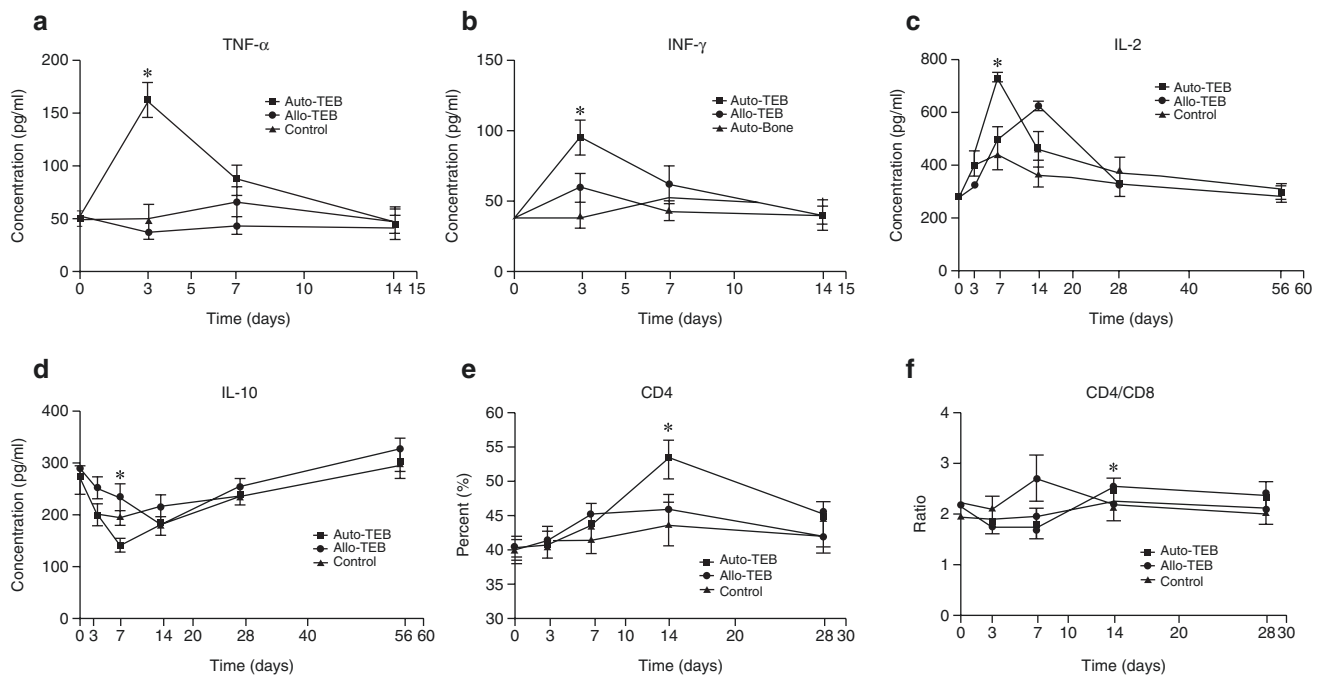 a
TNF-α
200
150
100
50
0
Concentration (pg/ml)
*
Auto-TEB
Allo-TEB
Control
0 3 5 7 10 14 15
Time (days)
b
INF-γ
150
100
50
0
Concentration (pg/ml)
*
Auto-TEB
Allo-TEB
Auto-Bone
0 3 5 7 10 14 15
Time (days)
c
IL-2
800
600
400
200
0
Concentration (pg/ml)
*
Auto-TEB
Allo-TEB
Control
0 3 7 14 20 28 40 56 60
Time (days)
d
IL-10
400
300
200
100
0
Concentration (pg/ml)
*
Auto-TEB
Allo-TEB
Control
0 3 7 14 20 28 40 56 60
Time (days)
e
CD4
60
55
50
45
40
35
30
Percent (%)
*
Auto-TEB
Allo-TEB
Control
0 3 7 10 14 20 28 30
Time (days)
f
CD4/CD8
4
3
2
1
0
Ratio
*
Auto-TEB
Allo-TEB
Control
0 3 7 10 14 20 28 30
Time (days)